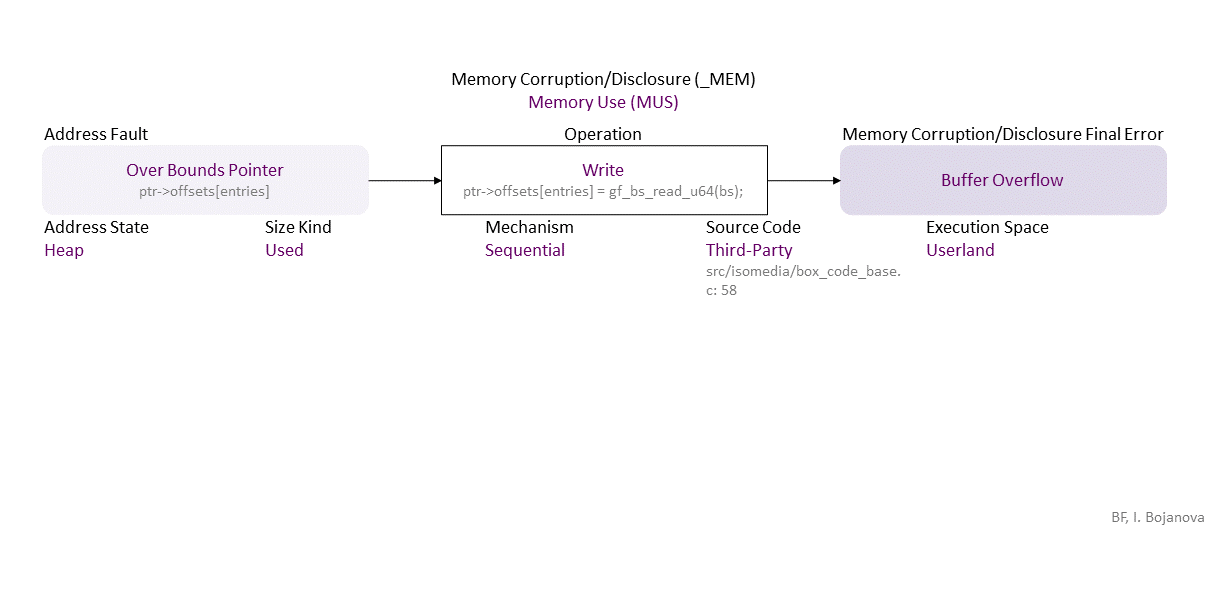 Memory Corruption/Disclosure (_MEM)
Memory Use (MUS)
Address Fault
Operation
Memory Corruption/Disclosure Final Error
Over Bounds Pointer
ptr->offsets[entries]
Write
ptr->offsets[entries] = gf_bs_read_u64(bs);
Buffer Overflow
Address State
Size Kind
Mechanism
Source Code
Execution Space
Heap
Used
Sequential
Third-Party
Userland
src/isomedia/box_code_base.
c: 58
BF, I. Bojanova